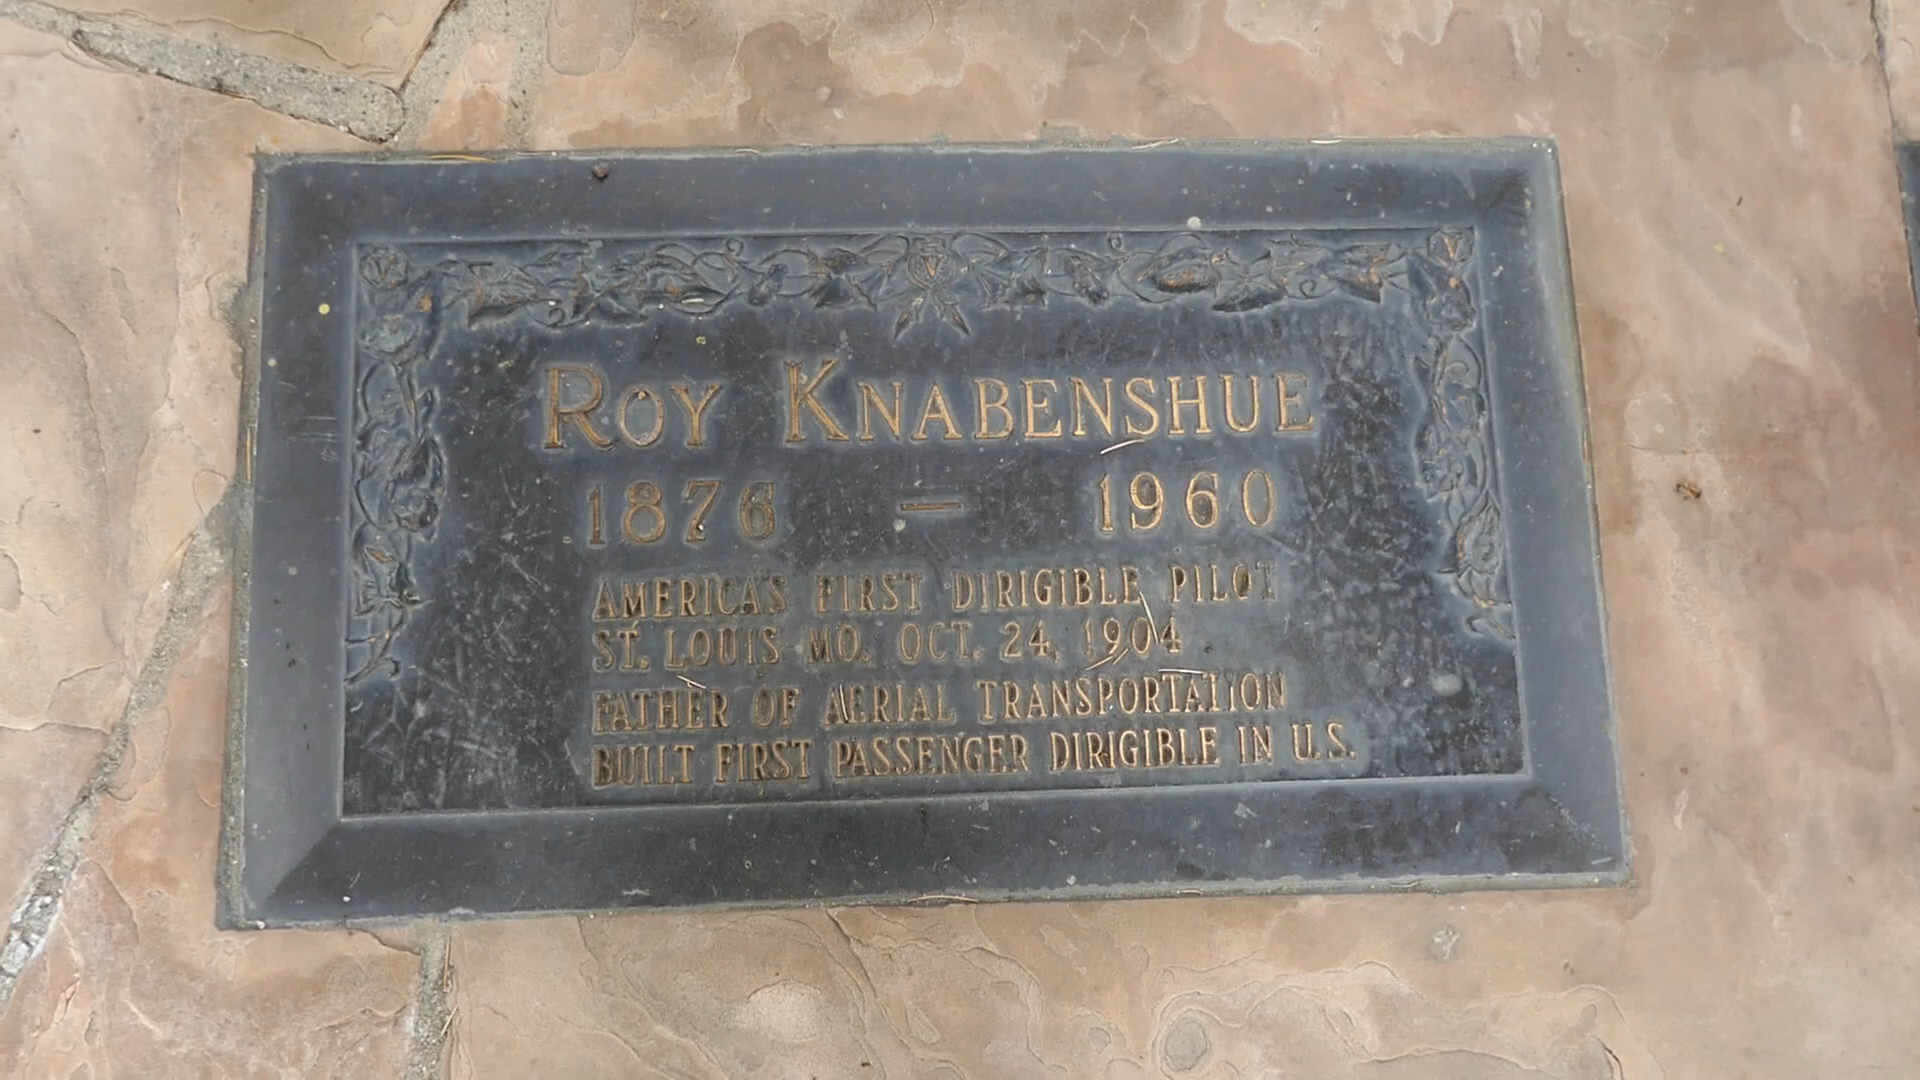 ROY KNABENSHUE
1876 — 1960
AMERICA'S FIRST DIRIGIBLE PILOT
ST. LOUIS MO. OCT. 24, 1904
FATHER OF AERIAL TRANSPORTATION
BUILT FIRST PASSENGER DIRIGIBLE IN U.S.